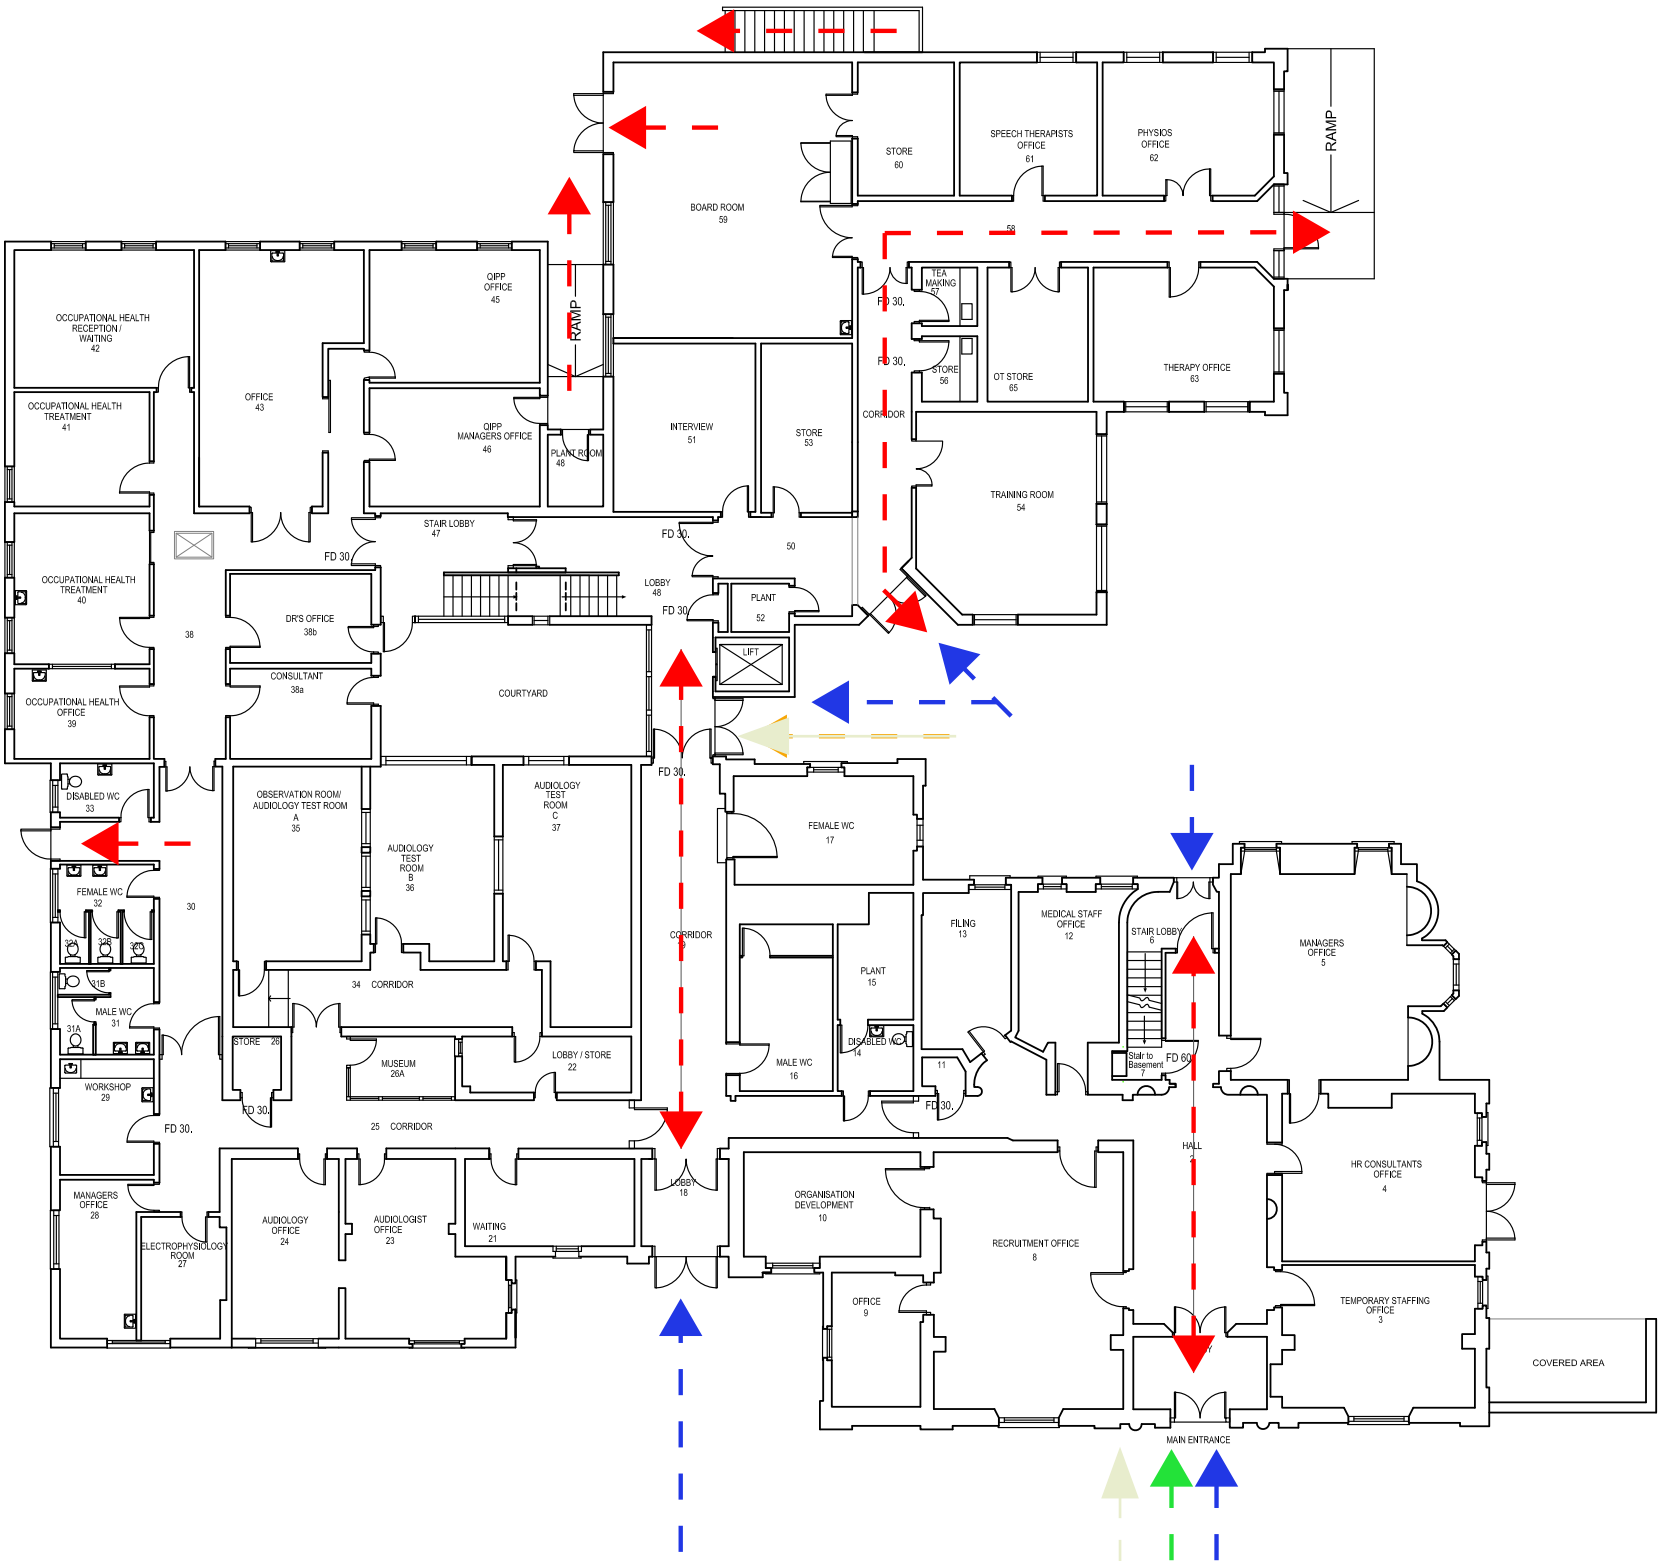 RAMP
SPEECH THERAPISTS
OFFICE
61
PHYSIOS
OFFICE
62
STORE
60
BOARD ROOM
59
58
QIPP
OFFICE
45
TEA
MAKING
57
FD 30.
RAMP
OCCUPATIONAL HEALTH
RECEPTION /
WAITING
42
FD 30.
STORE
56
OT STORE
65
THERAPY OFFICE
63
OFFICE
43
OCCUPATIONAL HEALTH
TREATMENT
41
CORRIDOR
QIPP
MANAGERS OFFICE
46
INTERVIEW
51
STORE
53
PLANT ROOM
48
TRAINING ROOM
54
STAIR LOBBY
47
FD 30.
FD 30
50
OCCUPATIONAL HEALTH
TREATMENT
40
LOBBY
48
PLANT
52
FD 30.
DR'S OFFICE
38b
38
LIFT
CONSULTANT
38a
COURTYARD
OCCUPATIONAL HEALTH
OFFICE
39
FD 30.
DISABLED WC
33
OBSERVATION ROOM/
AUDIOLOGY TEST ROOM
A
35
AUDIOLOGY
TEST
ROOM
C
37
AUDIOLOGY
TEST
ROOM
B
36
FEMALE WC
17
FEMALE WC
32
30
32A
32B
32C
CORRIDOR
19
FILING
13
MEDICAL STAFF
OFFICE
12
STAIR LOBBY
6
MANAGERS
OFFICE
5
PLANT
15
34 CORRIDOR
31B
MALE WC
31
31A
STORE 26
DISABLED WC
14
MUSEUM
26A
LOBBY / STORE
22
MALE WC
16
11
Stair to
Basement
7
FD 60
WORKSHOP
29
FD 30.
FD 30.
FD 30.
25 CORRIDOR
HALL
2
HR CONSULTANTS
OFFICE
4
LOBBY
18
MANAGERS
OFFICE
28
ORGANISATION
DEVELOPMENT
10
AUDIOLOGY
OFFICE
24
AUDIOLOGIST
OFFICE
23
WAITING
21
ELECTROPHYSIOLOGY
ROOM
27
RECRUITMENT OFFICE
8
OFFICE
9
TEMPORARY STAFFING
OFFICE
3
COVERED AREA
MAIN ENTRANCE